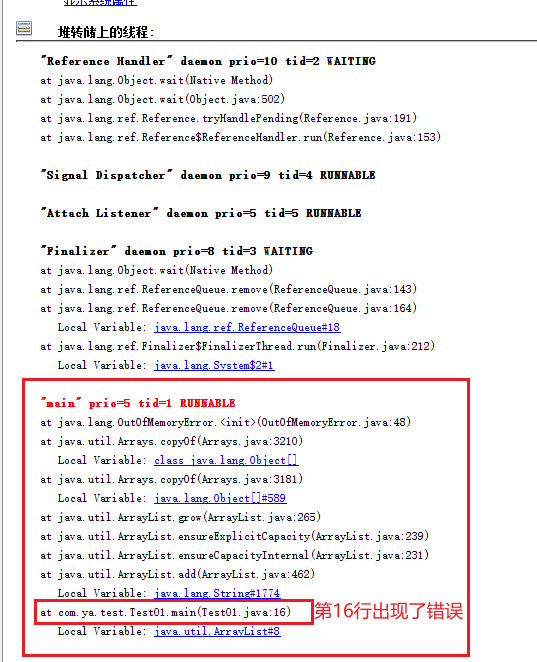 显示系统属性
堆转储上的线程:
"Reference Handler" daemon prio=10 tid=2 WAITING
at java.lang.Object.wait(Native Method)
at java.lang.Object.wait(Object.java:502)
at java.lang.ref.Reference.tryHandlePending(Reference.java:191)
at java.lang.ref.Reference$ReferenceHandler.run(Reference.java:153)
"Signal Dispatcher" daemon prio=9 tid=4 RUNNABLE
"Attach Listener" daemon prio=5 tid=5 RUNNABLE
"Finalizer" daemon prio=8 tid=3 WAITING
at java.lang.Object.wait(Native Method)
at java.lang.ref.ReferenceQueue.remove(ReferenceQueue.java:143)
at java.lang.ref.ReferenceQueue.remove(ReferenceQueue.java:164)
Local Variable: java.lang.ref.ReferenceQueue#18
at java.lang.ref.Finalizer$FinalizerThread.run(Finalizer.java:212)
Local Variable: java.lang.System$2#1
"main" prio=5 tid=1 RUNNABLE
at java.lang.OutOfMemoryError.<init>(OutOfMemoryError.java:48)
at java.util.Arrays.copyOf(Arrays.java:3210)
Local Variable: class java.lang.Object[]
at java.util.Arrays.copyOf(Arrays.java:3181)
Local Variable: java.lang.Object[]#589
at java.util.ArrayList.grow(ArrayList.java:265)
at java.util.ArrayList.ensureExplicitCapacity(ArrayList.java:239)
at java.util.ArrayList.ensureCapacityInternal(ArrayList.java:231)
at java.util.ArrayList.add(ArrayList.java:462)
Local Variable: java.lang.String#1774
at com.ya.test.Test01.main(Test01.java:16) 第16行出现了错误
Local Variable: java.util.ArrayList#8